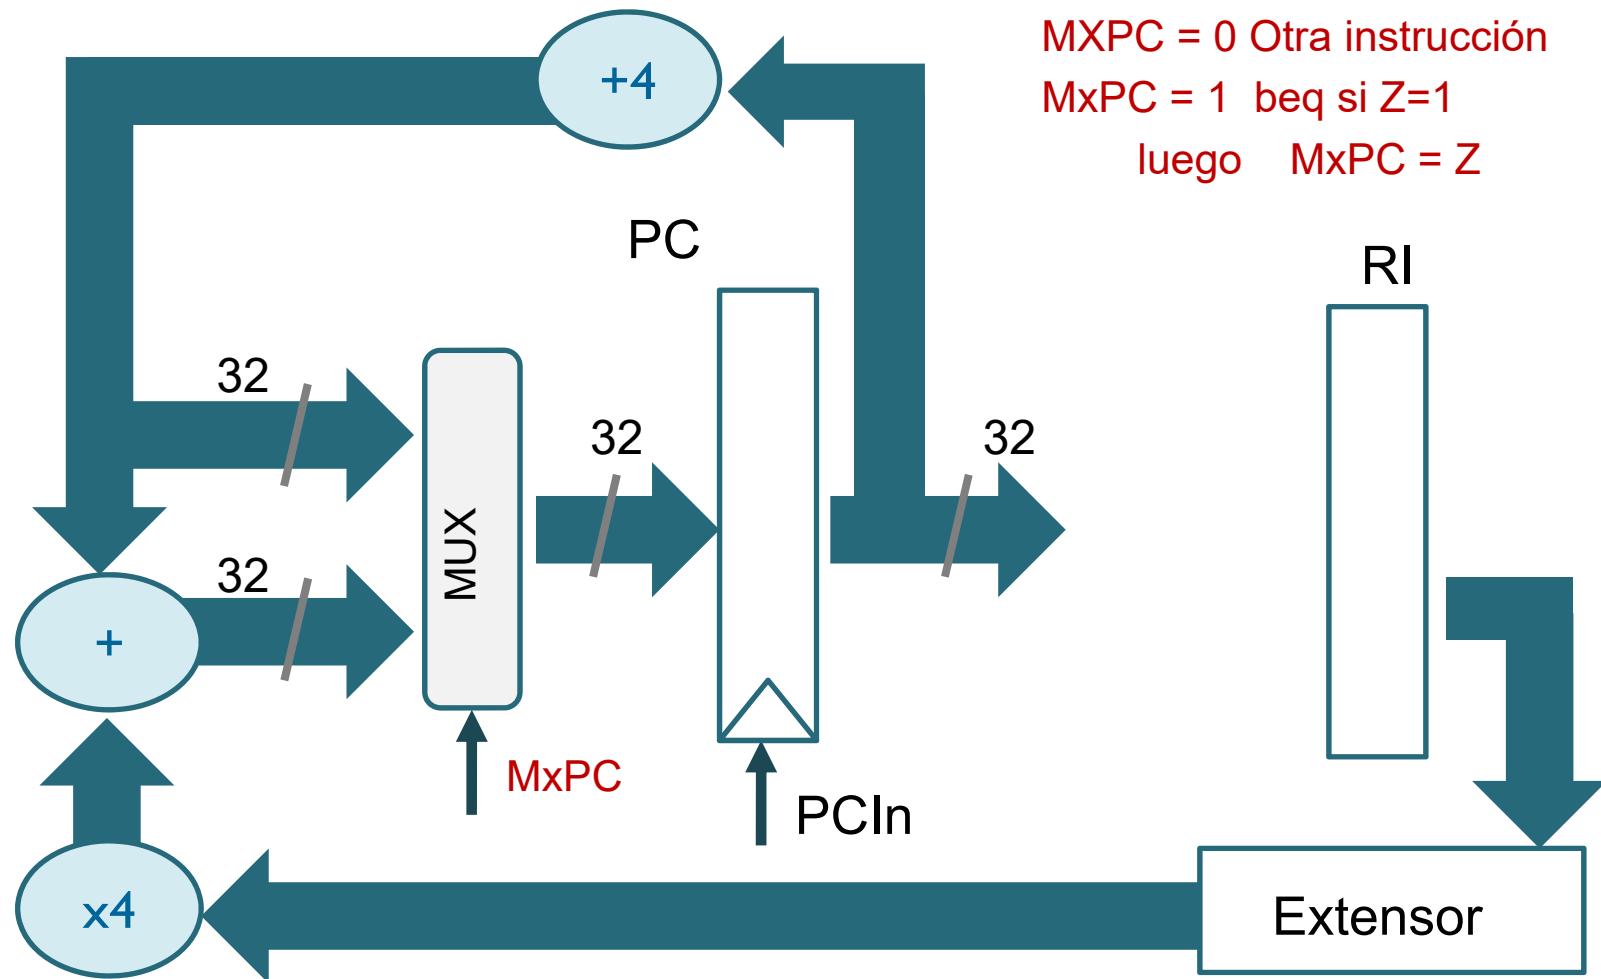 MXPC = 0 Otra instrucción
MxPC = 1 beq si Z=1
luego MxPC = Z
+4
PC
RI
32
32
32
MUX
32
+
MxPC
PCIn
x4
Extensor